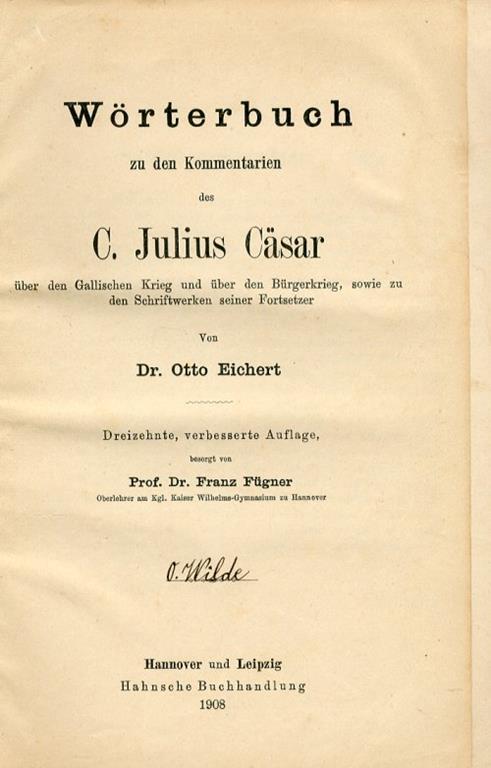 Wörterbuch
zu den Kommentarien
des
C. Julius Cäsar
über den Gallischen Krieg und über den Bürgerkrieg, sowie zu
den Schriftwerken seiner Fortsetzer
Von
Dr. Otto Eichert
Dreizehnte, verbesserte Auflage,
besorgt von
Prof. Dr. Franz Fügner
Oberlehrer am Kgl. Kaiser Wilhelms-Gymnasium zu Hannover
O. Wilde
Hannover und Leipzig
Hahnsche Buchhandlung
1908